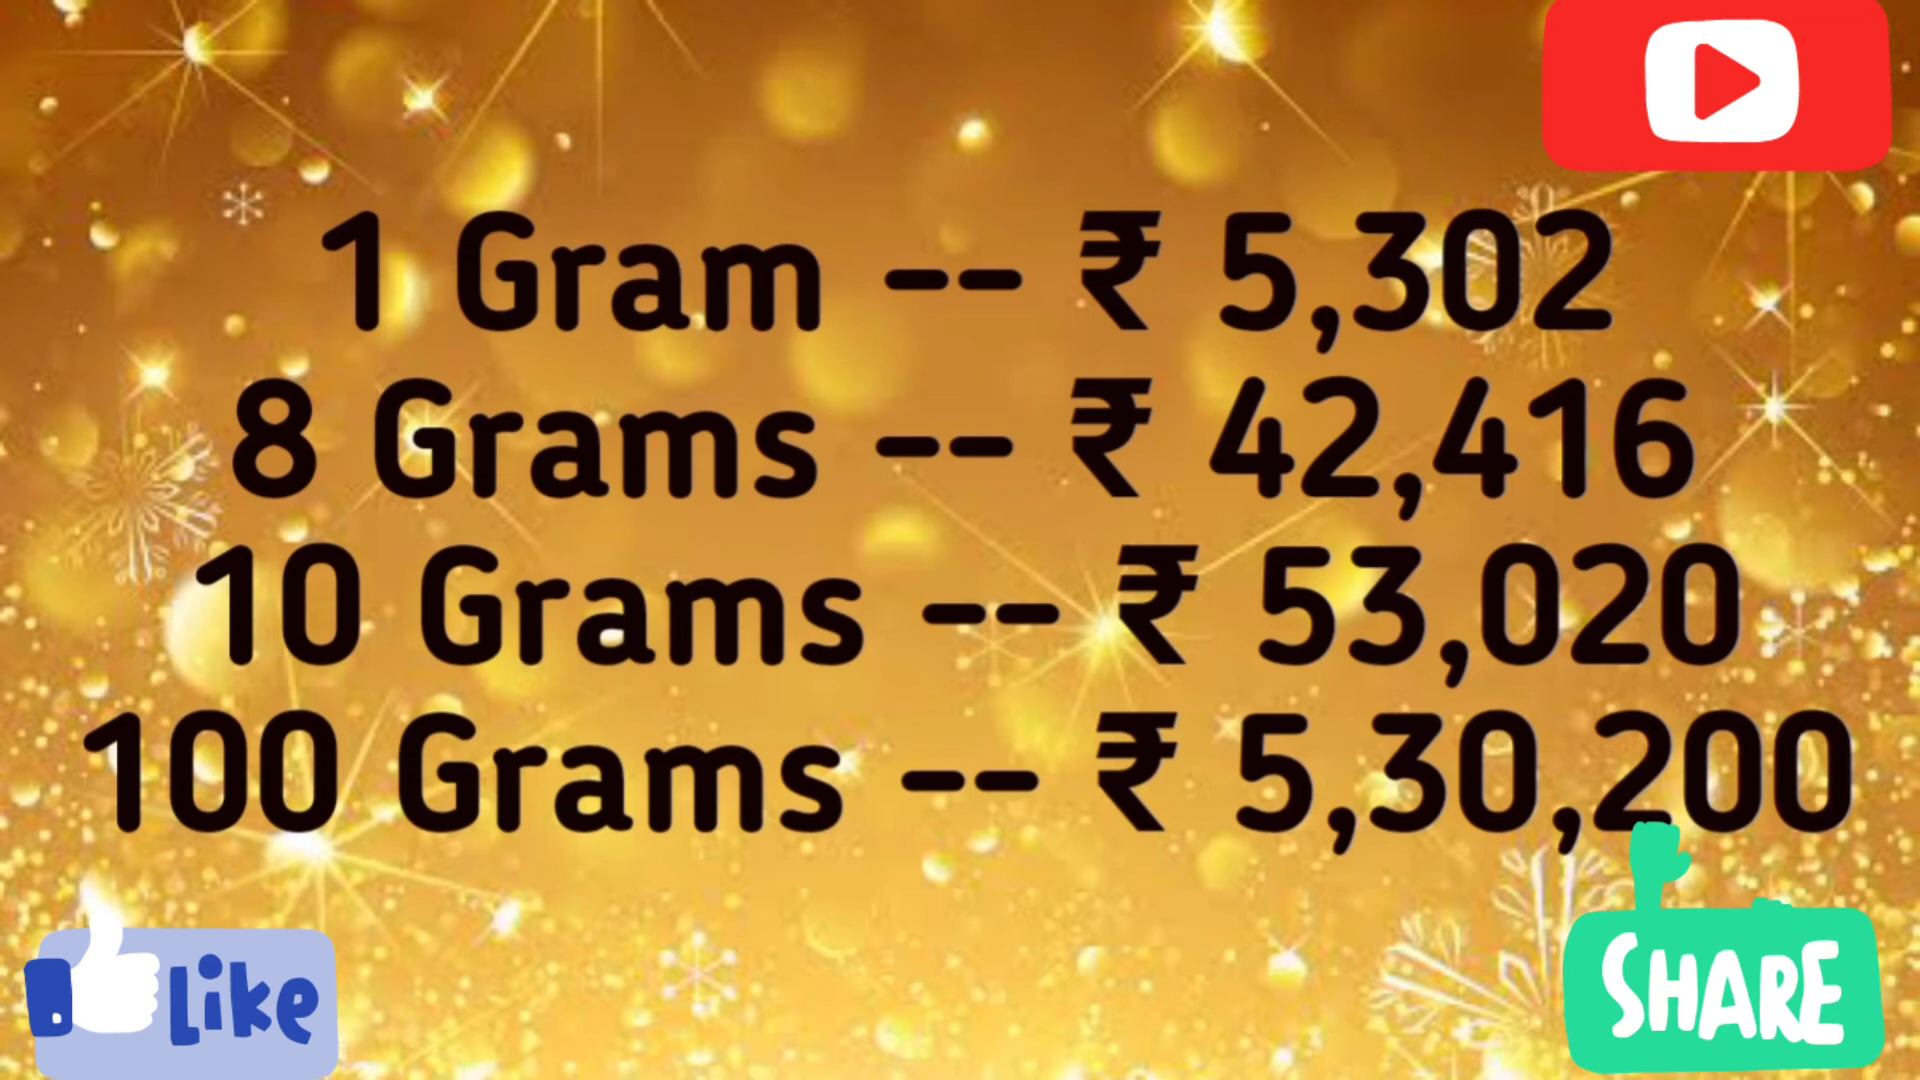 1 Gram -- ₹ 5,302
8 Grams -- ₹ 42,416
10 Grams -- ₹ 53,020
100 Grams -- ₹ 5,30,200
Like
SHARE